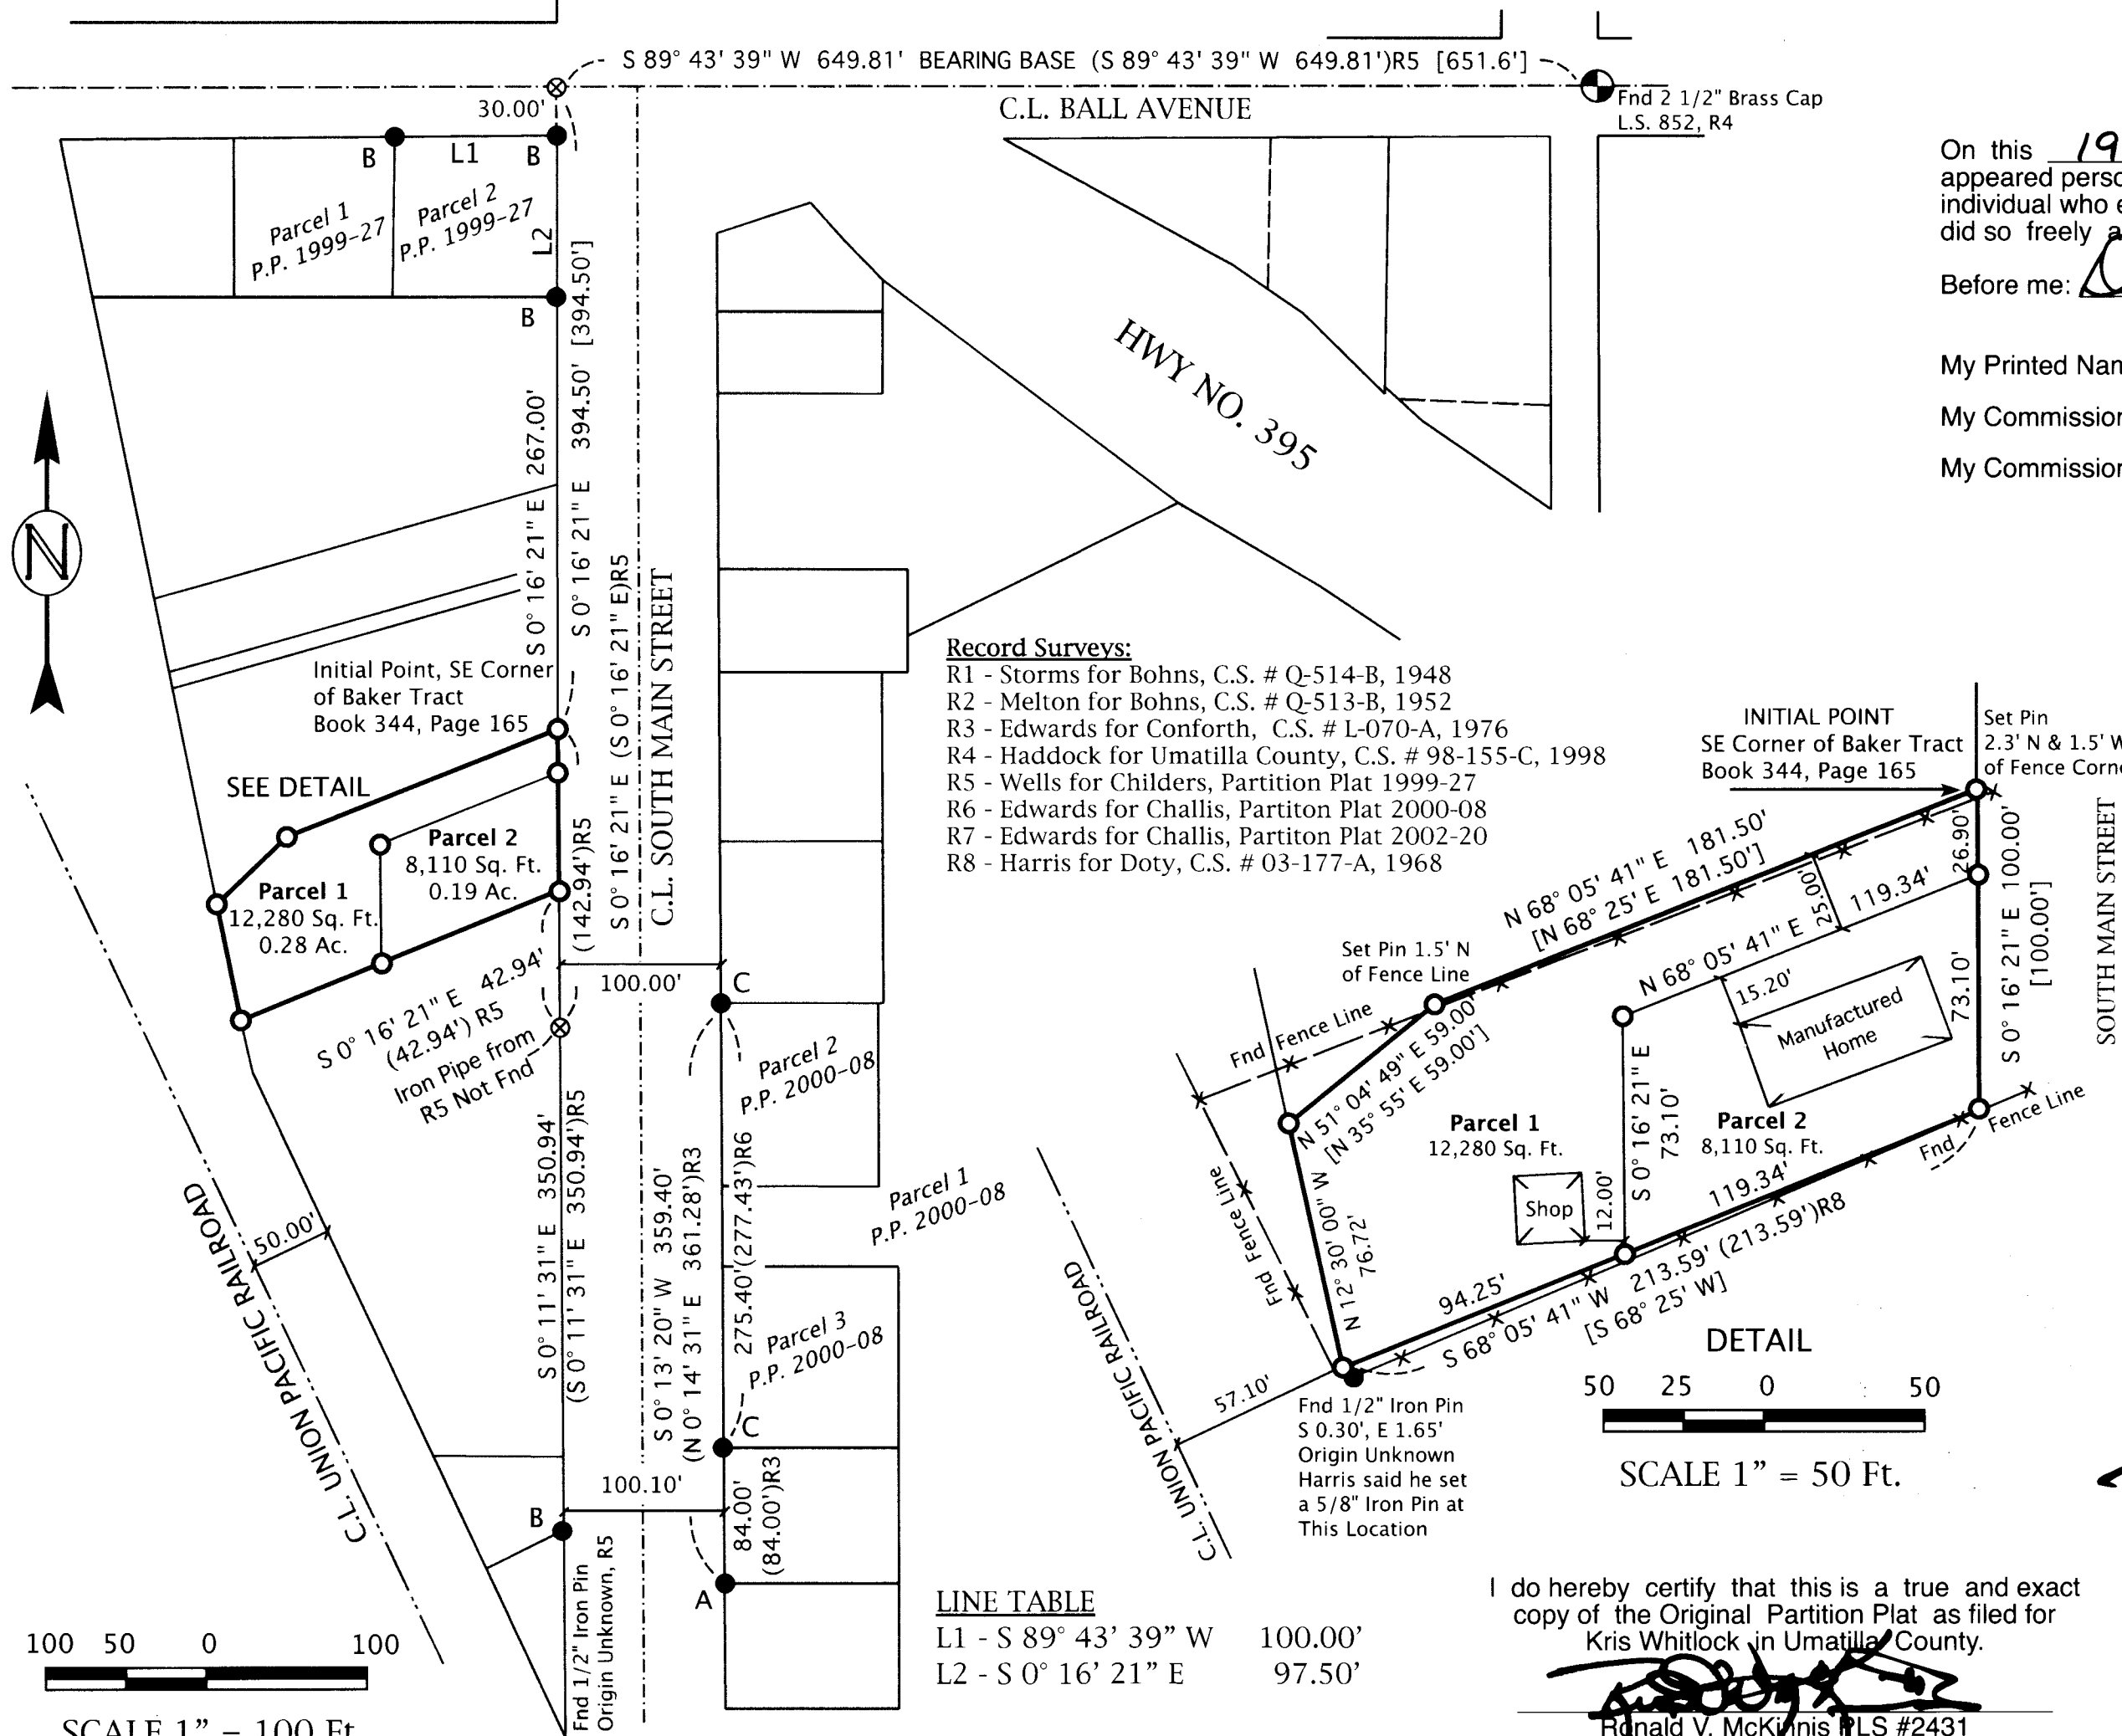 S 89° 43' 39" W 649.81' BEARING BASE (S 89° 43' 39" W 649.81')R5 [651.6']
30.00'
C.L. BALL AVENUE
Fnd 2 1/2" Brass Cap
L.S. 852, R4
B
L1
B
Parcel 1
P.P. 1999-27
Parcel 2
P.P. 1999-27
L2
B
On this 19
appeared
individual who
did so freely
Before me:
My Printed
My
My
HWY NO. 395
N
S 0° 16' 21" E 267.00'
S 0° 16' 21" E 394.50' [394.50']
S 0° 16' 21" E (S 0° 16' 21" E)R5
C.L. SOUTH MAIN STREET
Initial Point, SE Corner
of Baker Tract
Book 344, Page 165
SEE DETAIL
Parcel 1
12,280 Sq. Ft.
0.28 Ac.
Parcel 2
8,110 Sq. Ft.
0.19 Ac.
(142.94')R5
S 0° 16' 21" E 42.94'
(42.94') R5
Iron Pipe from
R5 Not Fnd
100.00'
C
Parcel 2
P.P. 2000-08
Parcel 1
P.P. 2000-08
Parcel 3
P.P. 2000-08
S 0° 11' 31" E 350.94'
(S 0° 11' 31" E 350.94')R5
S 0° 13' 20" W 359.40'
(N 0° 14' 31" E 361.28')R3
275.40'(277.43')R6
C
100.10'
84.00'
(84.00')R3
B
A
Fnd 1/2" Iron Pin
Origin Unknown, R5
50.00'
C.L. UNION PACIFIC RAILROAD
100 50 0 100
SCALE 1" = 100 Ft.
Record Surveys:
R1 - Storms for Bohns, C.S. # Q-514-B, 1948
R2 - Melton for Bohns, C.S. # Q-513-B, 1952
R3 - Edwards for Conforth, C.S. # L-070-A, 1976
R4 - Haddock for Umatilla County, C.S. # 98-155-C, 1998
R5 - Wells for Childers, Partition Plat 1999-27
R6 - Edwards for Challis, Partiton Plat 2000-08
R7 - Edwards for Challis, Partiton Plat 2002-20
R8 - Harris for Doty, C.S. # 03-177-A, 1968
INITIAL POINT
SE Corner of Baker Tract
Book 344, Page 165
Set Pin
2.3' N & 1.5' W
of Fence
N 68° 05' 41" E 181.50'
[N 68° 25' E 181.50']
26.90'
S 0° 16' 21" E 100.00'
[100.00']
SOUTH MAIN STREET
25.00'
N 68° 05' 41" E 119.34'
Set Pin 1.5' N
of Fence Line
Fnd Fence Line
N 51° 04' 49" E 59.00'
[N 35° 55' E 59.00']
15.20'
Manufactured
Home
73.10'
Parcel 1
12,280 Sq. Ft.
S 0° 16' 21" E
73.10'
Parcel 2
8,110 Sq. Ft.
Fnd Fence Line
Shop
12.00'
119.34'
N 12° 30' 00" W
76.72'
Fnd Fence Line
94.25'
S 68° 05' 41" W 213.59' (213.59')R8
[S 68° 25' W]
57.10'
C.L. UNION PACIFIC RAILROAD
Fnd 1/2" Iron Pin
S 0.30', E 1.65'
Origin Unknown
Harris said he set
a 5/8" Iron Pin at
This Location
DETAIL
50 25 0 50
SCALE 1" = 50 Ft.
LINE TABLE
L1 - S 89° 43' 39" W 100.00'
L2 - S 0° 16' 21" E 97.50'
I do hereby certify that this is a true and exact
copy of the Original Partition Plat as filed for
Kris Whitlock in Umatilla County.
Ronald V. McKinnis PLS #2431